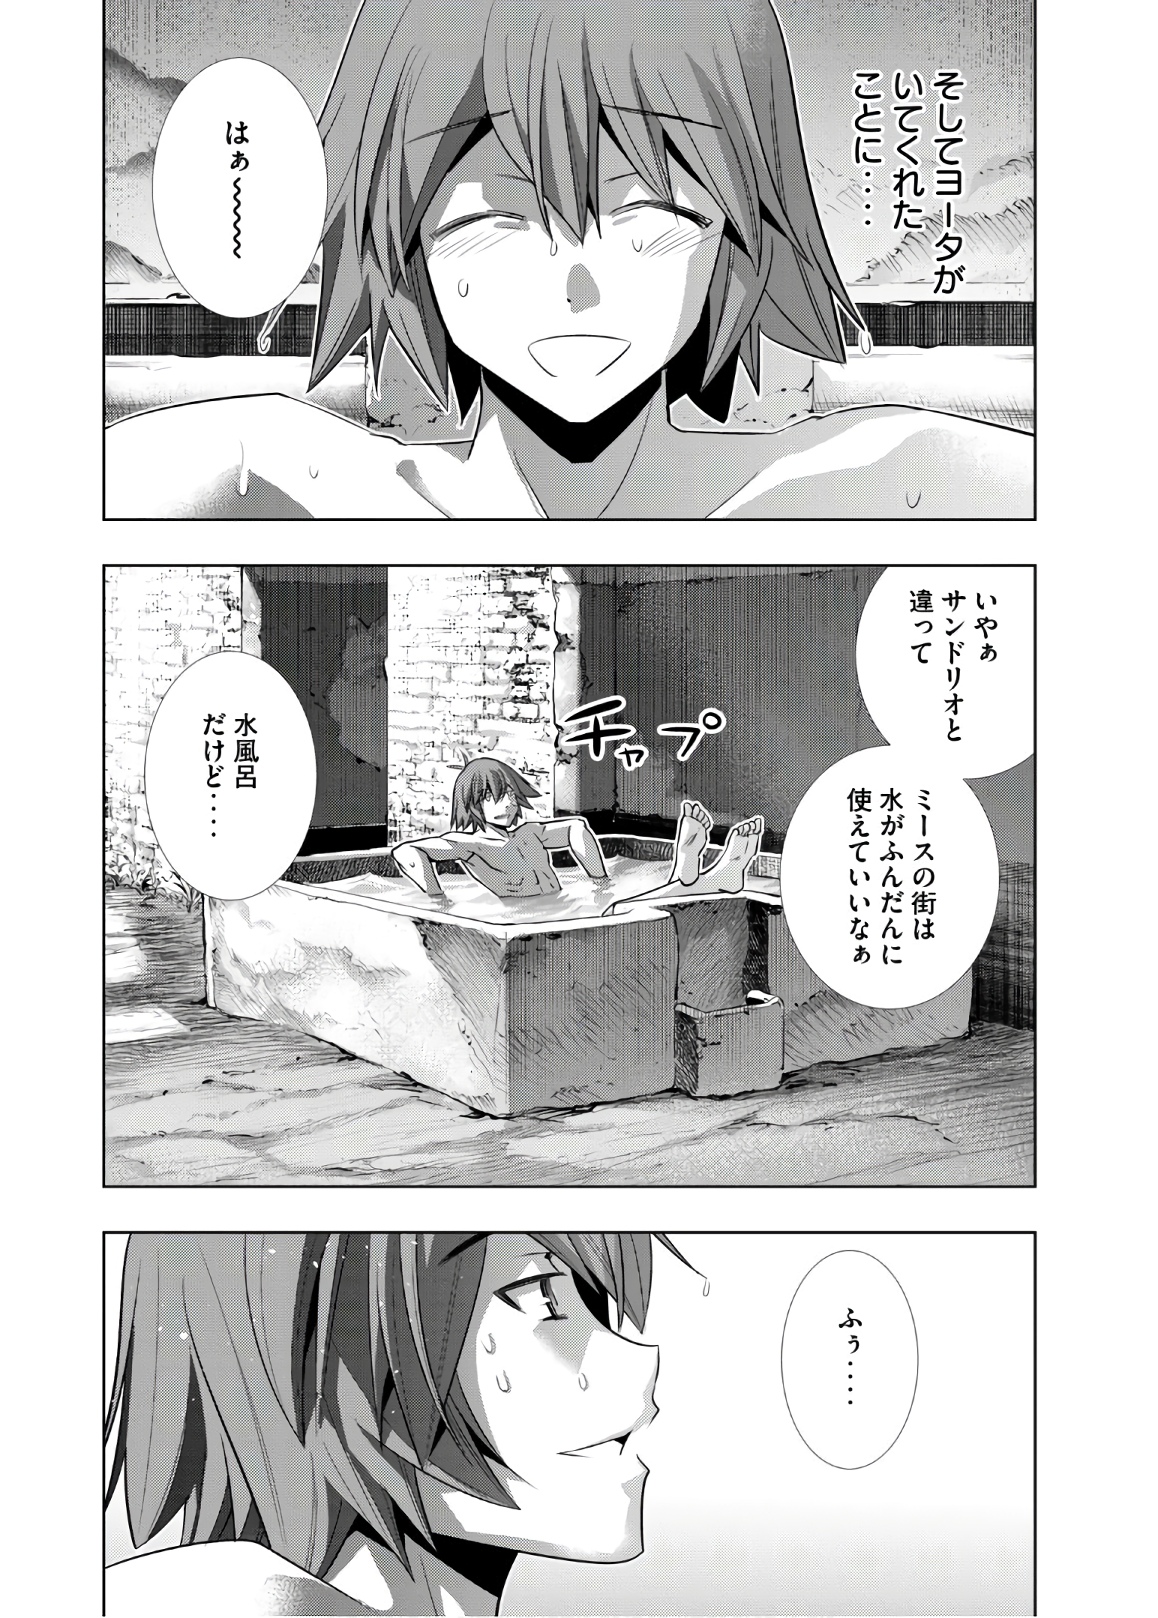 そしてヨータが
いてくれた
ことに‥‥
はぁ～～～～
いやぁ
サンドリオと
違って
ミースの街は
水がふんだんに
使えていいなぁ
チャプ
水風呂
だけど‥‥
ふぅ‥‥